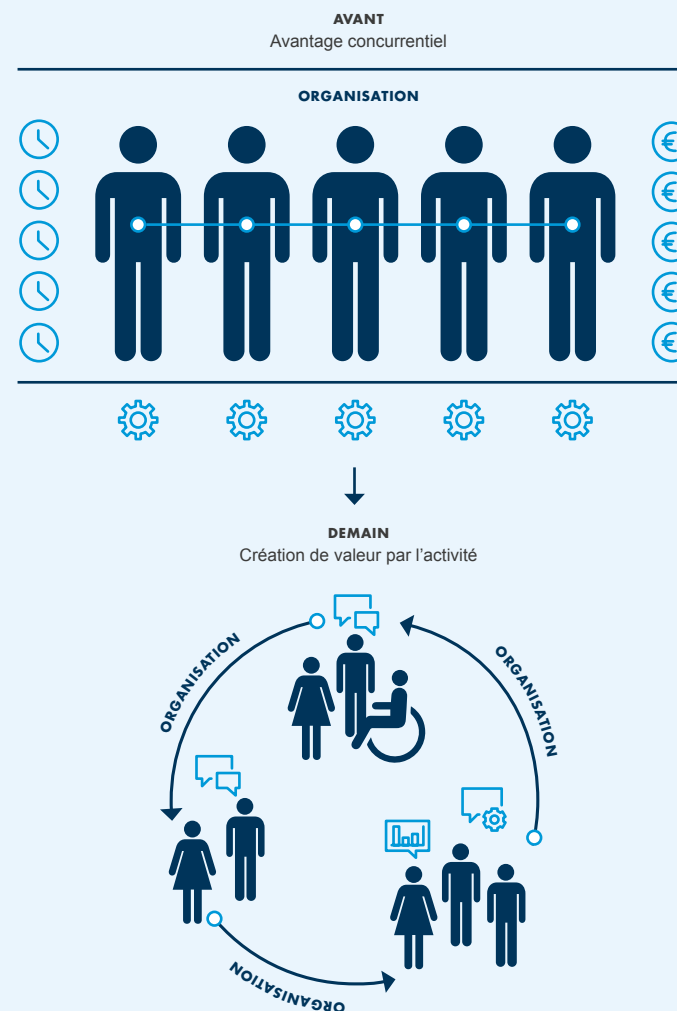 AVANT
Avantage concurrentiel
ORGANISATION
€
€
€
€
€
DEMAIN
Création de valeur par l’activité
ORGANISATION
ORGANISATION
ORGANISATION